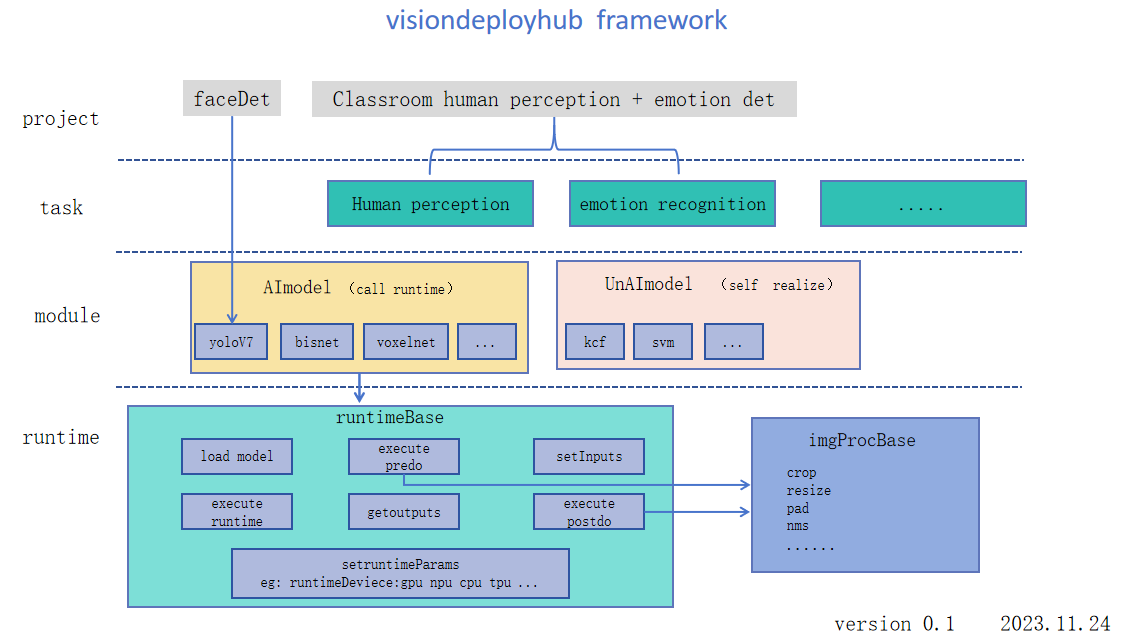 visiondeployhub framework
faceDet
Classroom human perception + emotion det
project
task
Human perception
emotion recognition
.....
module
AImodel (call runtime)
yoloV7
bisnet
voxelnet
...
UnAImodel (self realize)
kcf
svm
...
runtime
runtimeBase
load model
execute
predo
setInputs
execute
runtime
getoutputs
execute
postdo
setruntimeParams
eg: runtimeDeviece:gpu npu cpu tpu ...
imgProcBase
crop
resize
pad
nms
......
version 0.1 2023.11.24